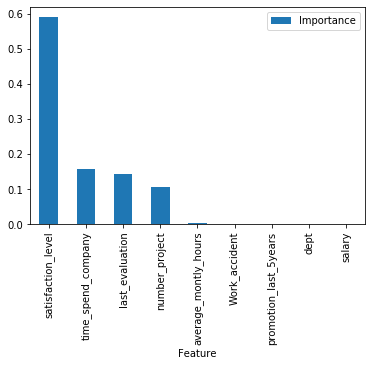 Importance
0.6
0.5
0.4
0.3
0.2
0.1
0.0
satisfaction_level
time_spend_company
last_evaluation
number_project
average_montly_hours
Work_accident
promotion_last_5years
dept
salary
Feature